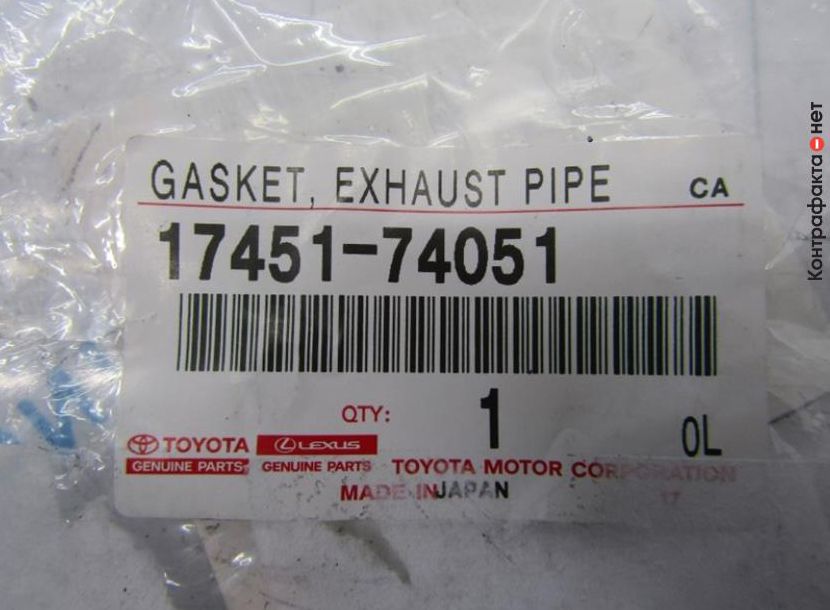 GASKET, EXHAUST PIPE CA
17451-74051
QTY: 1 OL
TOYOTA LEXUS
GENUINE PARTS GENUINE PARTS TOYOTA MOTOR CORPORATION
MADE IN JAPAN 17
Контрафакта нет